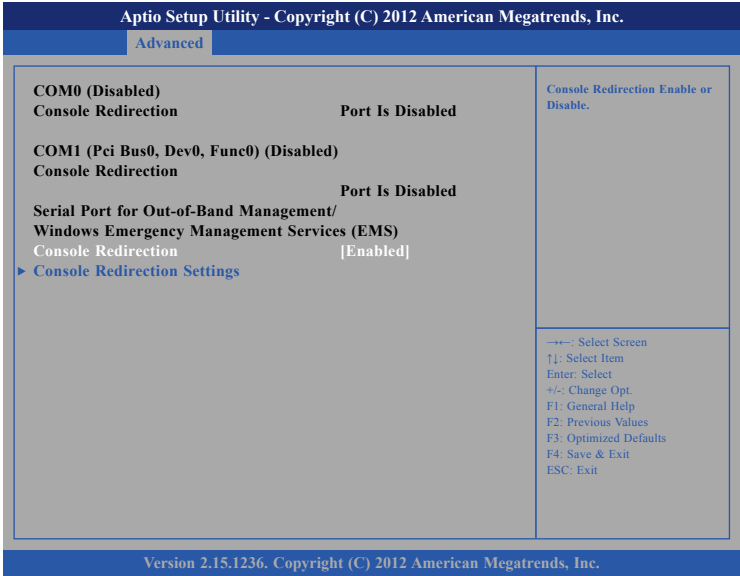 Aptio Setup Utility - Copyright (C) 2012 American Megatrends, Inc.
Advanced
COM0 (Disabled)
Console Redirection Port Is Disabled
COM1 (Pci Bus0, Dev0, Func0) (Disabled)
Console Redirection
Port Is Disabled
Serial Port for Out-of-Band Management/
Windows Emergency Management Services (EMS)
Console Redirection [Enabled]
▶ Console Redirection Settings
Console Redirection Enable or
Disable.
→←: Select Screen
↑↓: Select Item
Enter: Select
+/-: Change Opt.
F1: General Help
F2: Previous Values
F3: Optimized Defaults
F4: Save & Exit
ESC: Exit
Version 2.15.1236. Copyright (C) 2012 American Megatrends, Inc.